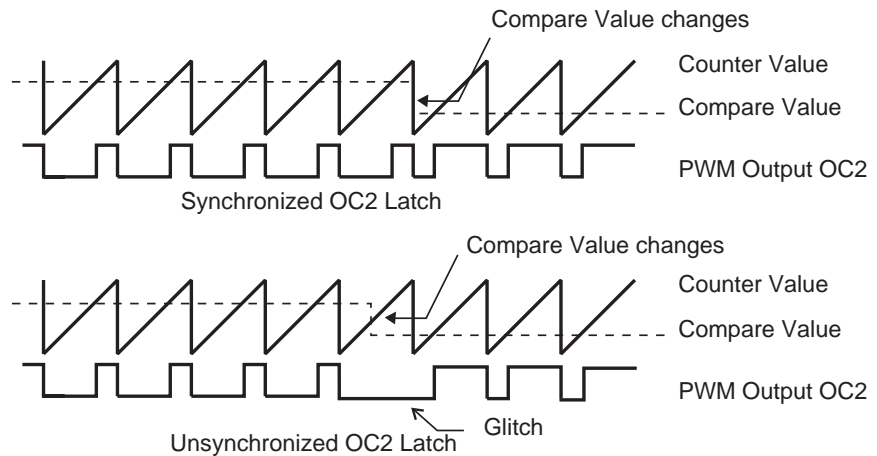 Compare Value changes
Counter Value
Compare Value
PWM Output OC2
Synchronized OC2 Latch
Compare Value changes
Counter Value
Compare Value
PWM Output OC2
Glitch
Unsynchronized OC2 Latch